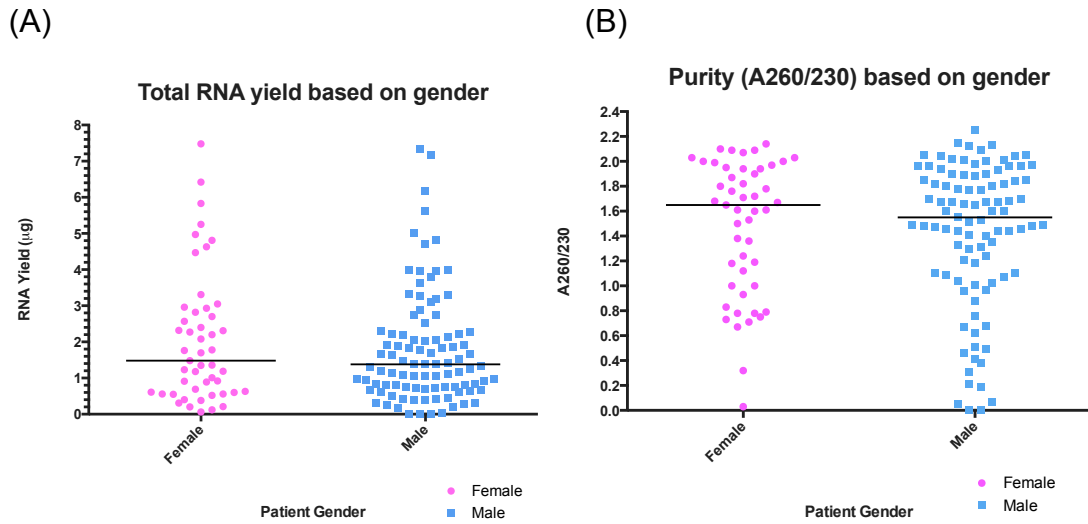 (A)
Total RNA yield based on gender
RNA Yield (μg)
8
7
6
5
4
3
2
1
0
Female
Male
Patient Gender
Female
Male
(B)
Purity (A260/230) based on gender
A260/230
2.4
2.2
2.0
1.8
1.6
1.4
1.2
1.0
0.8
0.6
0.4
0.2
0.0
Female
Male
Patient Gender
Female
Male